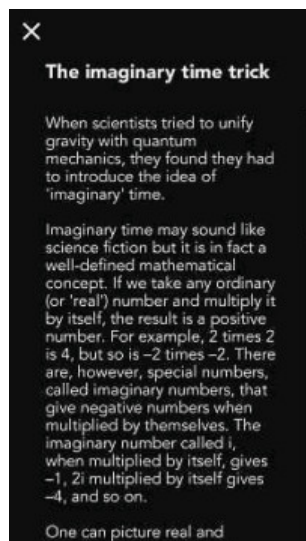 The imaginary time trick
When scientists tried to unify
gravity with quantum
mechanics, they found they had
to introduce the idea of
'imaginary' time.
Imaginary time may sound like
science fiction but it is in fact a
well-defined mathematical
concept. If we take any ordinary
(or 'real') number and multiply it
by itself, the result is a positive
number. For example, 2 times 2
is 4, but so is –2 times –2. There
are, however, special numbers,
called imaginary numbers, that
give negative numbers when
multiplied by themselves. The
imaginary number called i,
when multiplied by itself, gives
–1, 2i multiplied by itself gives
–4, and so on.
One can picture real and